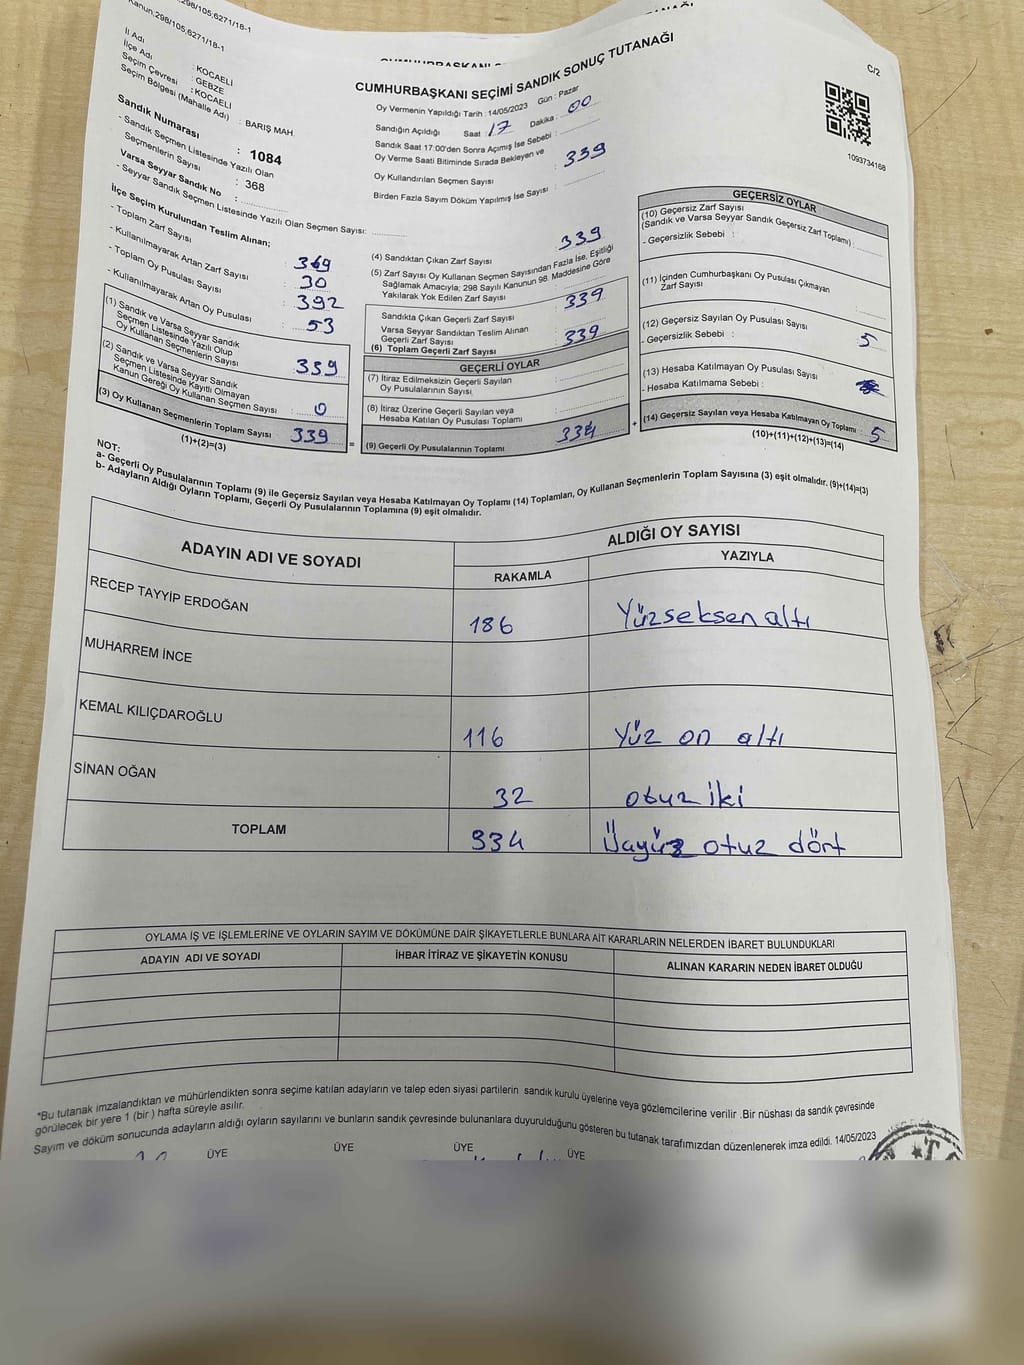 298/105,6271/18-1
Kanun:298/105,6271/18-1
C/2
CUMHURBAŞKANI SEÇİMİ SANDIK SONUÇ TUTANAĞI
İl Adı : KOCAELİ
İlçe Adı : GEBZE
Seçim Çevresi : KOCAELİ
Seçim Bölgesi (Mahalle Adı) : BARIŞ MAH.
Sandık Numarası : 1084
- Sandık Seçmen Listesinde Yazılı Olan
Seçmenlerin Sayısı : 368
Varsa Seyyar Sandık No :
- Seyyar Sandık Seçmen Listesinde Yazılı Olan Seçmen Sayısı:
Oy Vermenin Yapıldığı Tarih : 14/05/2023 Gün : Pazar
Sandığın Açıldığı Saat : 17 Dakika : 00
Sandık Saat 17:00'den Sonra Açımış İse Sebebi :
Oy Verme Saati Bitiminde Sırada Bekleyen ve
Oy Kullandırılan Seçmen Sayısı : 339
Birden Fazla Sayım Döküm Yapılmış İse Sayısı :
1093734168
İlçe Seçim Kurulundan Teslim Alınan;
- Toplam Zarf Sayısı : 369
- Kullanılmayarak Artan Zarf Sayısı : 30
- Toplam Oy Pusulası Sayısı : 392
- Kullanılmayarak Artan Oy Pusulası : 53
(1) Sandık ve Varsa Seyyar Sandık
Seçmen Listesinde Yazılı Olup
Oy Kullanan Seçmenlerin Sayısı : 339
(2) Sandık ve Varsa Seyyar Sandık
Seçmen Listesinde Kayıtlı Olmayan
Kanun Gereği Oy Kullanan Seçmen Sayısı : 0
(3) Oy Kullanan Seçmenlerin Toplam Sayısı 339
(1)+(2)=(3)
(4) Sandıktan Çıkan Zarf Sayısı 339
(5) Zarf Sayısı Oy Kullanan Seçmen Sayısından Fazla İse, Eşitliği
Sağlamak Amacıyla; 298 Sayılı Kanunun 98. Maddesine Göre
Yakılarak Yok Edilen Zarf Sayısı
Sandıkta Çıkan Geçerli Zarf Sayısı 339
Varsa Seyyar Sandıktan Teslim Alınan
Geçerli Zarf Sayısı
(6) Toplam Geçerli Zarf Sayısı 339
GEÇERLİ OYLAR
(7) İtiraz Edilmeksizin Geçerli Sayılan
Oy Pusulalarının Sayısı
(8) İtiraz Üzerine Geçerli Sayılan veya
Hesaba Katılan Oy Pusulası Toplamı
= (9) Geçerli Oy Pusulalarının Toplamı 334 +
GEÇERSİZ OYLAR
(10) Geçersiz Zarf Sayısı
(Sandık ve Varsa Seyyar Sandık Geçersiz Zarf Toplamı) :
- Geçersizlik Sebebi :
(11) İçinden Cumhurbaşkanı Oy Pusulası Çıkmayan
Zarf Sayısı
(12) Geçersiz Sayılan Oy Pusulası Sayısı 5
- Geçersizlik Sebebi :
(13) Hesaba Katılmayan Oy Pusulası Sayısı
- Hesaba Katılmama Sebebi :
(14) Geçersiz Sayılan veya Hesaba Katılmayan Oy Toplamı : 5
(10)+(11)+(12)+(13)=(14)
NOT:
a- Geçerli Oy Pusulalarının Toplamı (9) ile Geçersiz Sayılan veya Hesaba Katılmayan Oy Toplamı (14) Toplamları, Oy Kullanan Seçmenlerin Toplam Sayısına (3) eşit olmalıdır. (9)+(14)=(3)
b- Adayların Aldığı Oyların Toplamı, Geçerli Oy Pusulalarının Toplamına (9) eşit olmalıdır.
ADAYIN ADI VE SOYADI
ALDIĞI OY SAYISI
RAKAMLA YAZIYLA
RECEP TAYYİP ERDOĞAN 186 Yüzseksen altı
MUHARREM İNCE
KEMAL KILIÇDAROĞLU 116 Yüz on altı
SİNAN OĞAN 32 otuz iki
TOPLAM 334 Üçyüz otuz dört
OYLAMA İŞ VE İŞLEMLERİNE VE OYLARIN SAYIM VE DÖKÜMÜNE DAİR ŞİKAYETLERLE BUNLARA AİT KARARLARIN NELERDEN İBARET BULUNDUKLARI
ADAYIN ADI VE SOYADI İHBAR İTİRAZ VE ŞİKAYETİN KONUSU ALINAN KARARIN NEDEN İBARET OLDUĞU
*Bu tutanak imzalandıktan ve mühürlendikten sonra seçime katılan adayların ve talep eden siyasi partilerin sandık kurulu üyelerine veya gözlemcilerine verilir .Bir nüshası da sandık çevresinde
görülecek bir yere 1 (bir ) hafta süreyle asılır.
Sayım ve döküm sonucunda adayların aldığı oyların sayılarını ve bunların sandık çevresinde bulunanlara duyurulduğunu gösteren bu tutanak tarafımızdan düzenlenerek imza edildi. 14/05/2023
ÜYE ÜYE ÜYE ÜYE